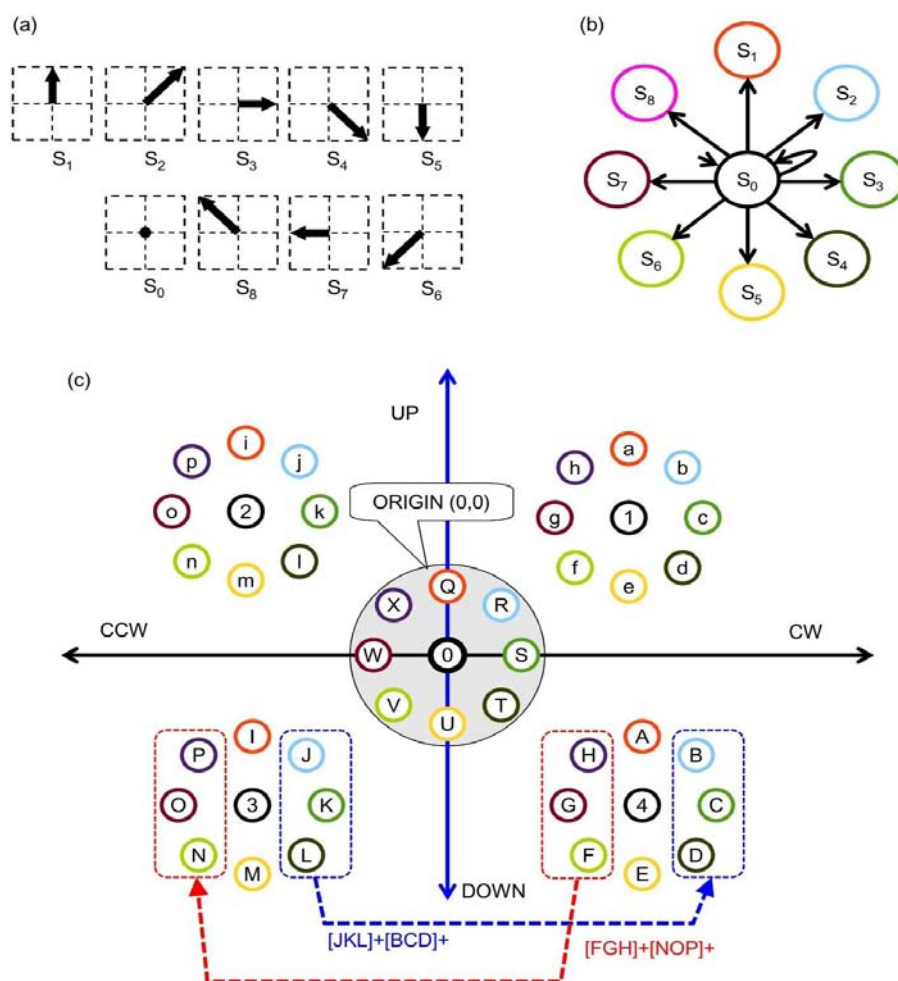 (a)
S1 S2 S3 S4 S5
S0 S8 S7 S6
(b)
S1
S8 S2
S7 S0 S3
S6 S4
S5
(c)
UP
i a
p j h b
ORIGIN (0,0)
o 2 k g 1 c
n l f d
m e
Q
X R
CCW CW
W 0 S
V T
U
I A
P J H B
O 3 K G 4 C
N L F D
M E
DOWN
[JKL]+[BCD]+ [FGH]+[NOP]+